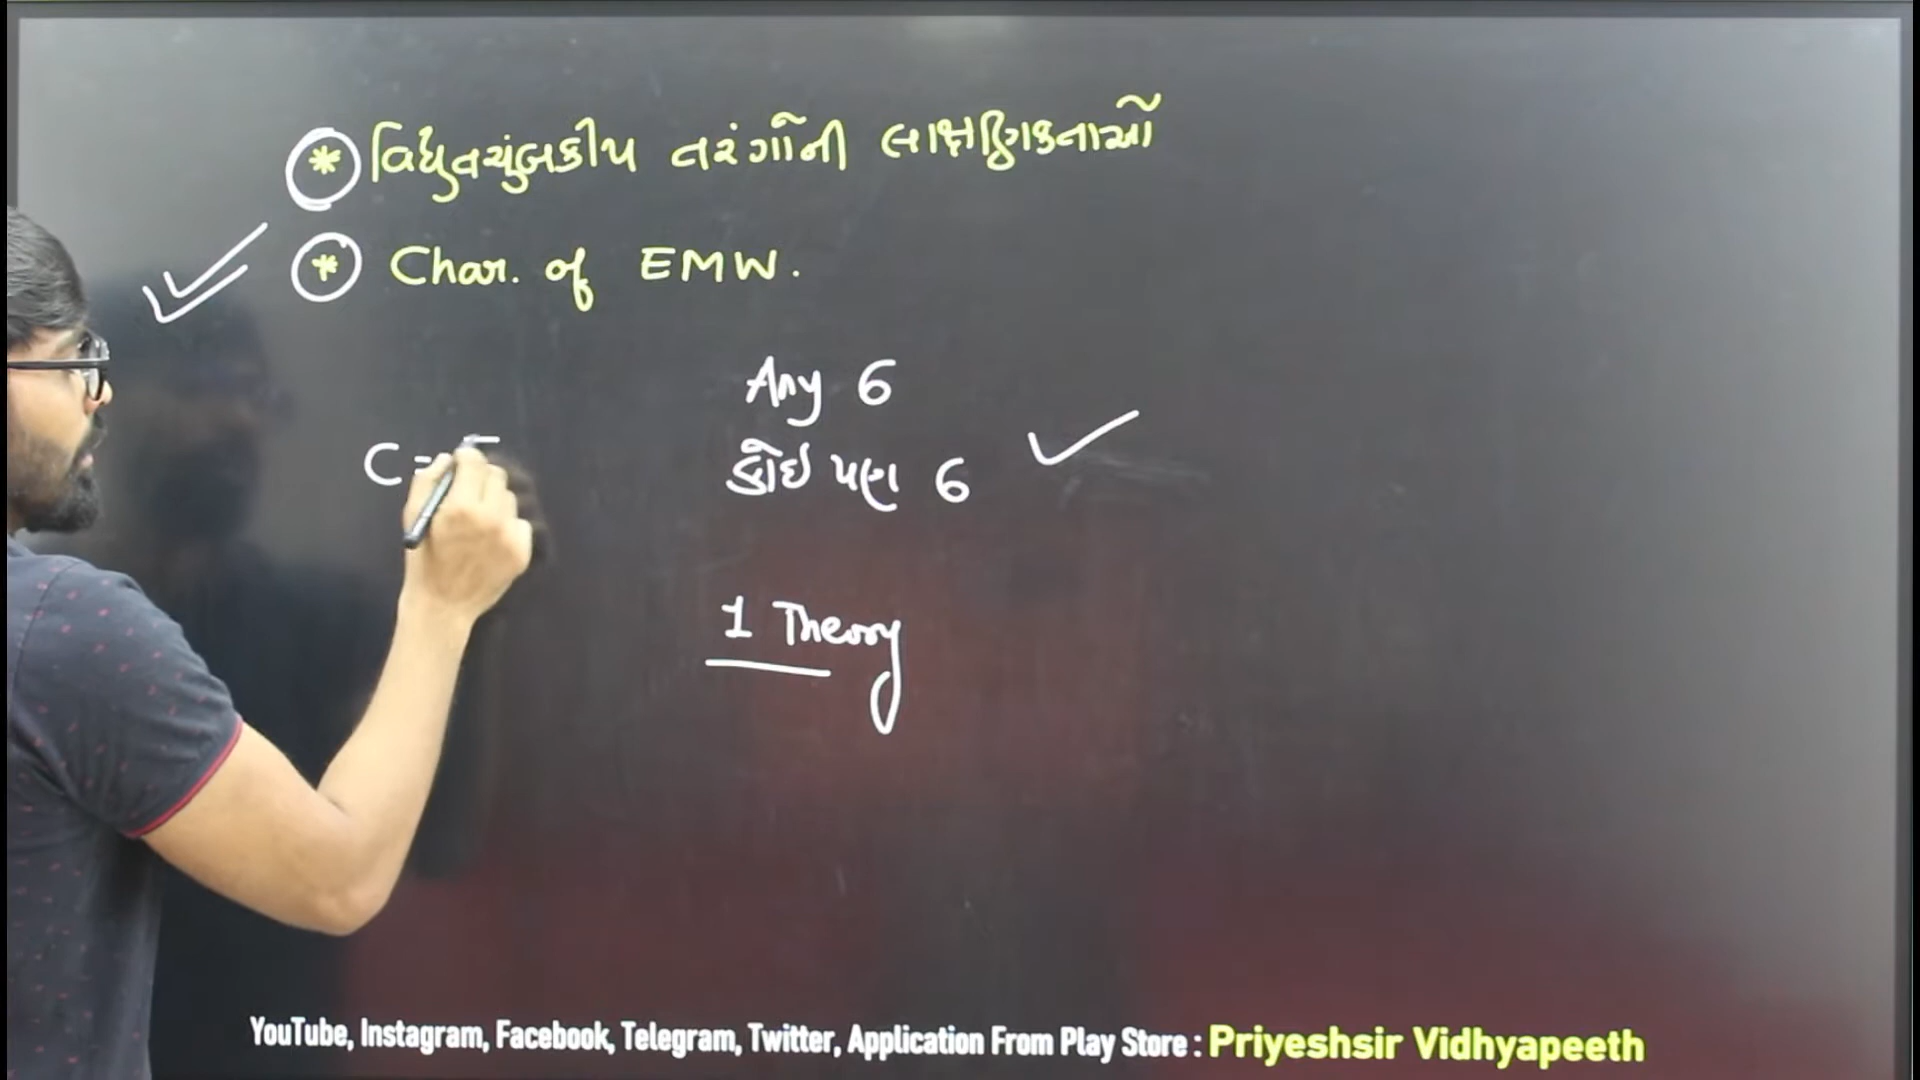 * વિદ્યુતચુંબકીય તરંગોની લાક્ષણિકતાઓ
* Char. of EMW.
Any 6
કોઇ પણ 6
C =
1 Theory
YouTube, Instagram, Facebook, Telegram, Twitter, Application From Play Store : Priyeshsir Vidhyapeeth